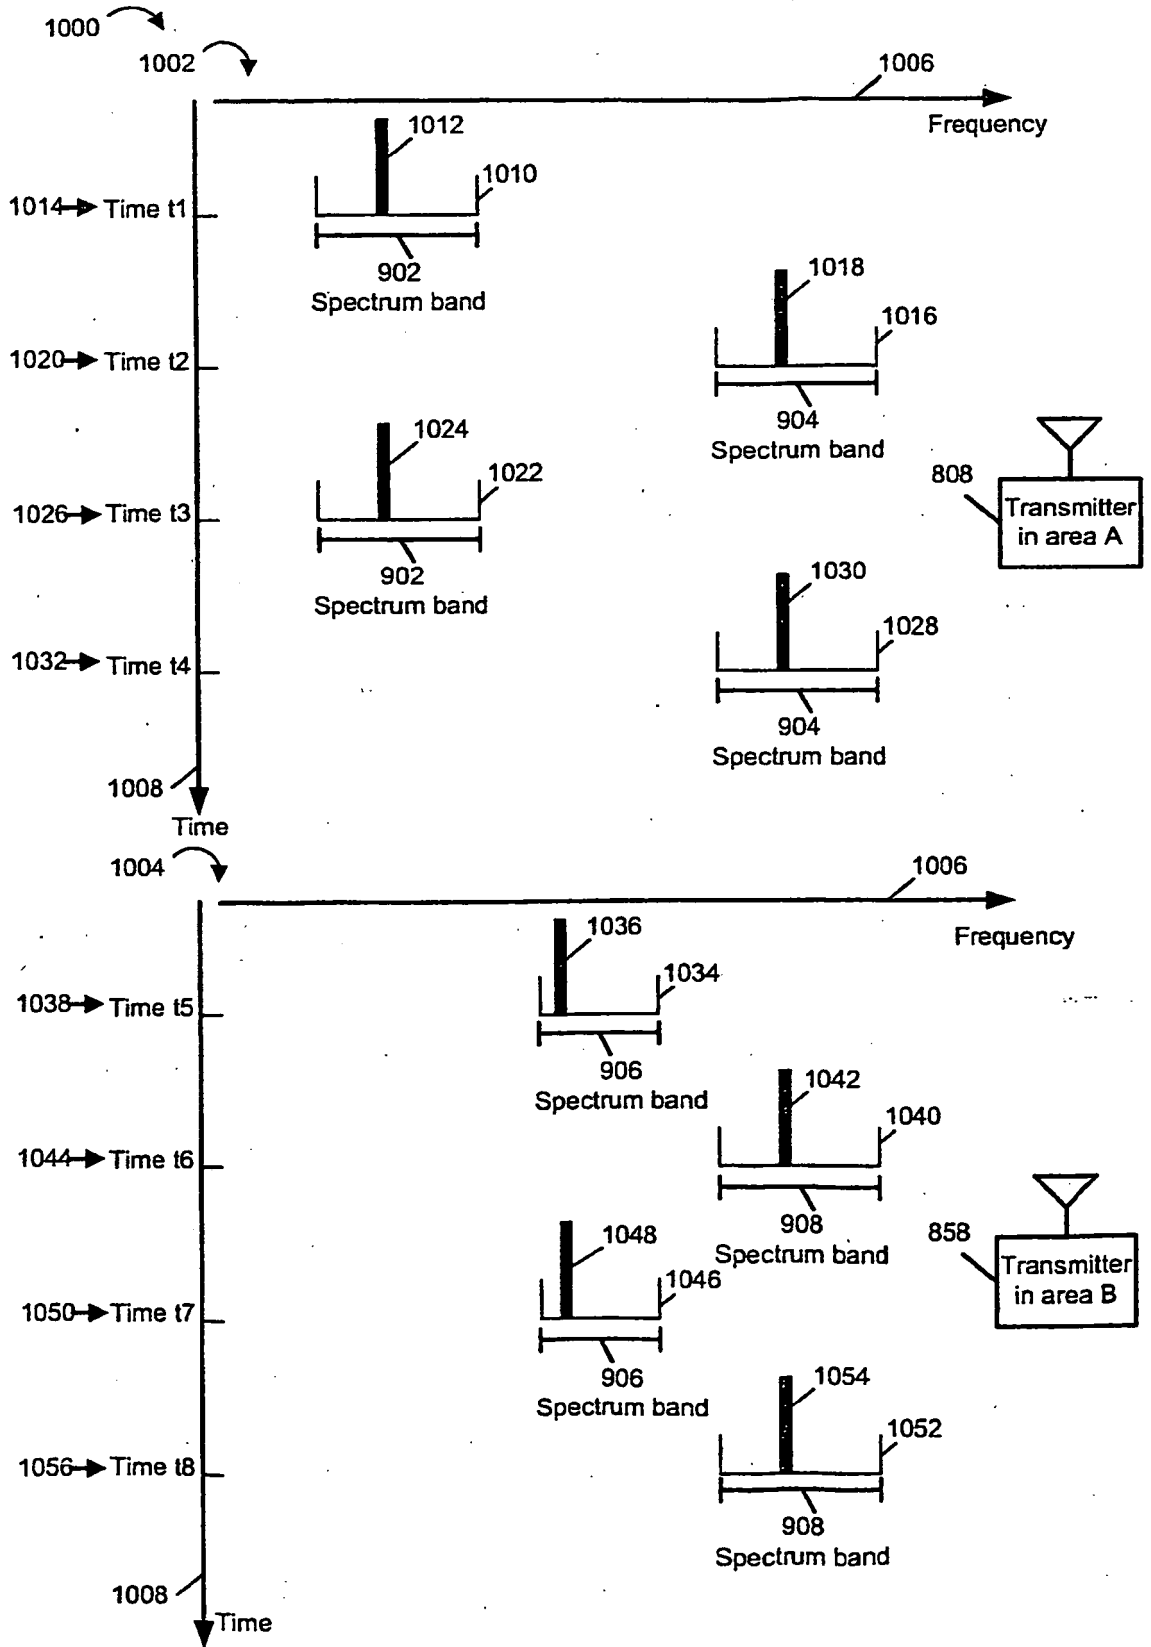 1000
1002
1006
Frequency
1012
1010
1014 Time t1
902
Spectrum band
1018
1016
1020 Time t2
904
Spectrum band
1024
1022
1026 Time t3
902
Spectrum band
808
Transmitter
in area A
1030
1028
1032 Time t4
904
Spectrum band
1008
Time
1004
1006
Frequency
1036
1034
1038 Time t5
906
Spectrum band
1042
1040
1044 Time t6
908
Spectrum band
1048
1046
1050 Time t7
906
Spectrum band
858
Transmitter
in area B
1054
1052
1056 Time t8
908
Spectrum band
1008
Time